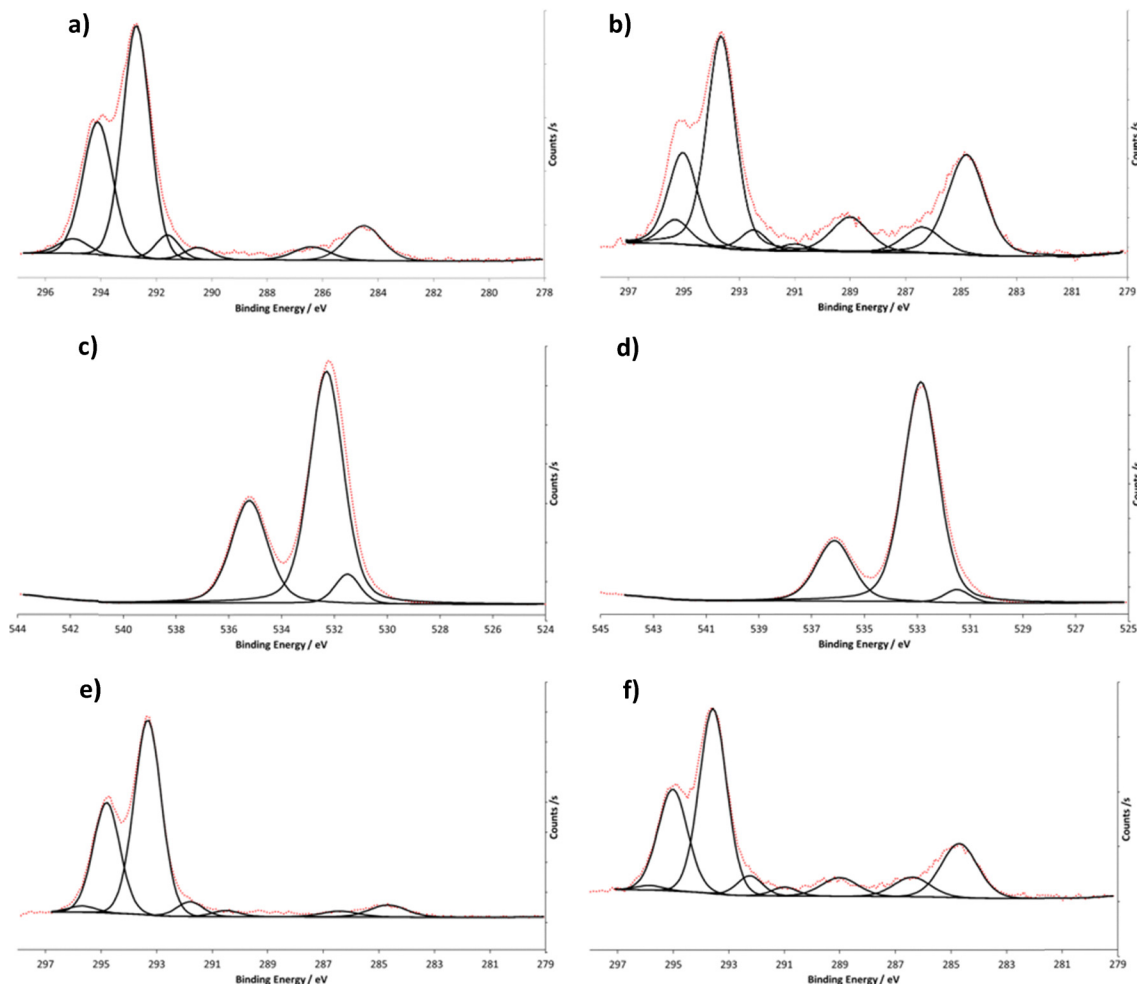 a)
b)
Counts /s
Counts /s
296 294 292 290 288 286 284 282 280 278
297 295 293 291 289 287 285 283 281 279
Binding Energy / eV
Binding Energy / eV
c)
d)
Counts /s
Counts /s
544 542 540 538 536 534 532 530 528 526 524
545 543 541 539 537 535 533 531 529 527 525
Binding Energy / eV
Binding Energy / eV
e)
f)
Counts /s
Counts /s
297 295 293 291 289 287 285 283 281 279
297 295 293 291 289 287 285 283 281 279
Binding Energy / eV
Binding Energy / eV